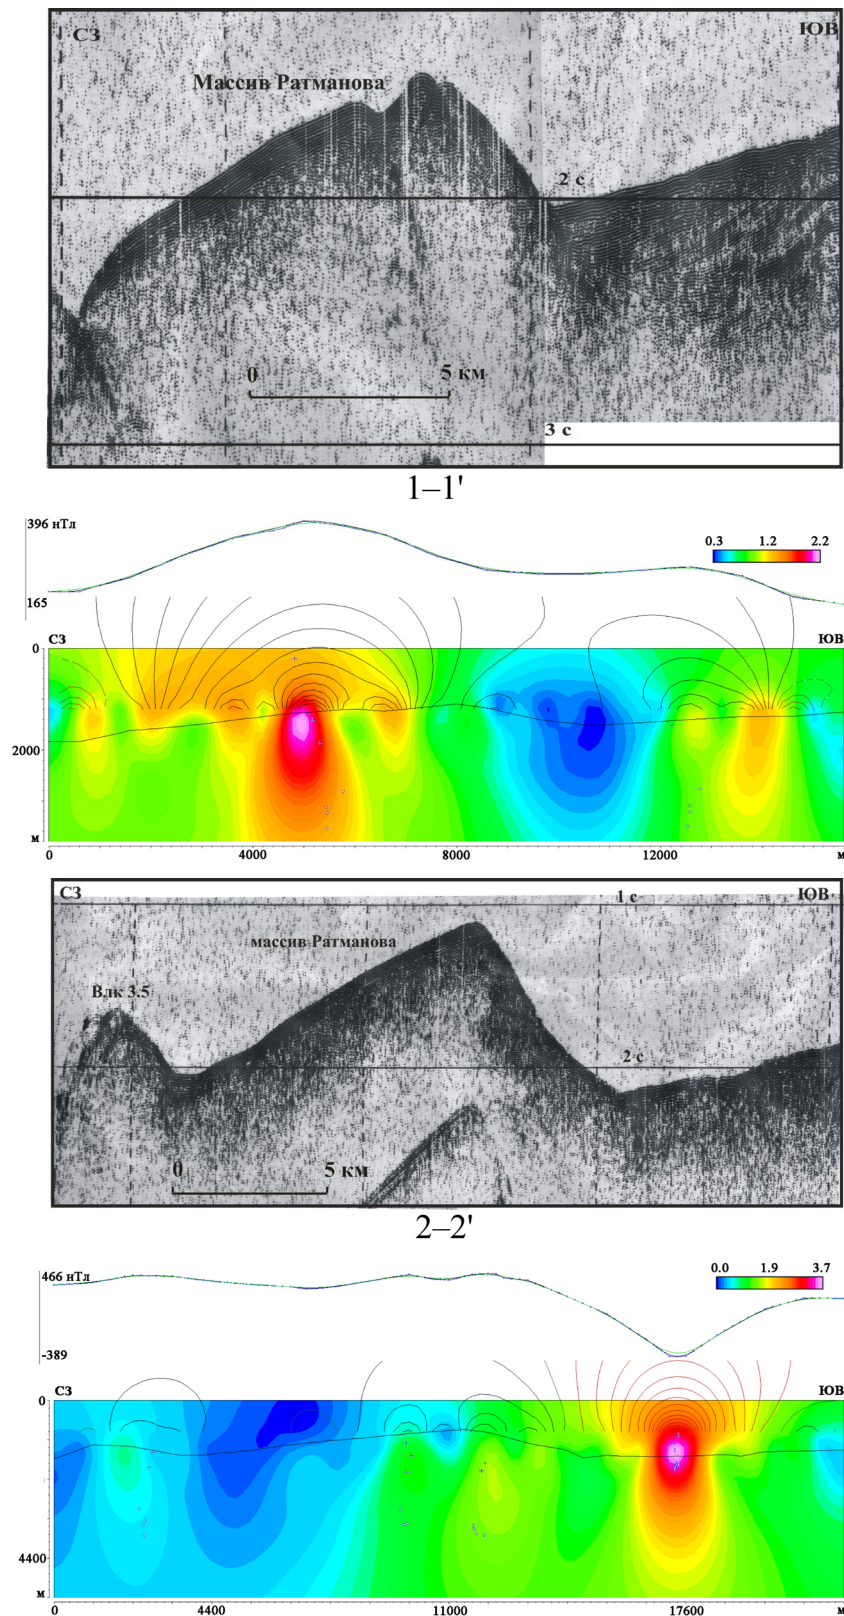 СЗ ЮВ
Массив Ратманова
2 с
0 5 км
3 с
1–1'
396 нТл
0.3 1.2 2.2
165
СЗ ЮВ
0
2000
м
0 4000 8000 12000 м
СЗ 1 с ЮВ
массив Ратманова
Влк 3.5
2 с
0 5 км
2–2'
466 нТл
0.0 1.9 3.7
-389
СЗ ЮВ
0
4400
м
0 4400 11000 17600 м